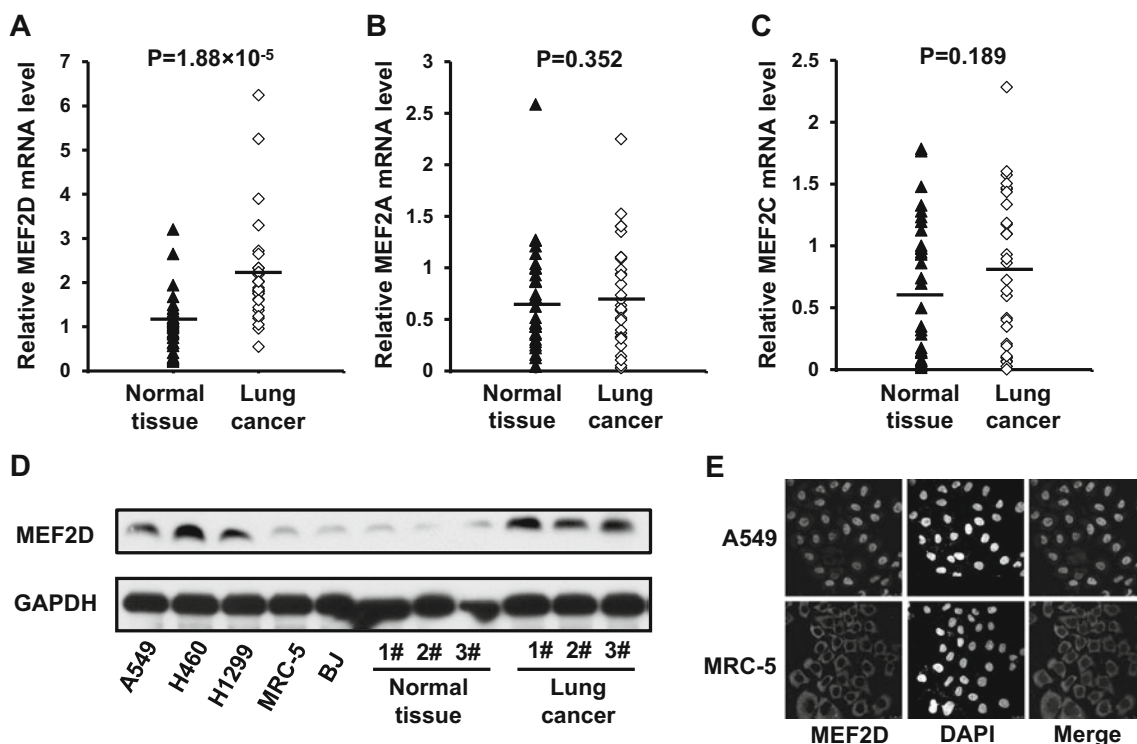 A
P=1.88×10⁻⁵
Relative MEF2D mRNA level
7
6
5
4
3
2
1
0
Normal tissue
Lung cancer
B
P=0.352
Relative MEF2A mRNA level
3
2.5
2
1.5
1
0.5
0
Normal tissue
Lung cancer
C
P=0.189
Relative MEF2C mRNA level
2.5
2
1.5
1
0.5
0
Normal tissue
Lung cancer
D
MEF2D
GAPDH
A549
H460
H1299
MRC-5
BJ
1# 2# 3#
Normal tissue
1# 2# 3#
Lung cancer
E
A549
MRC-5
MEF2D DAPI Merge